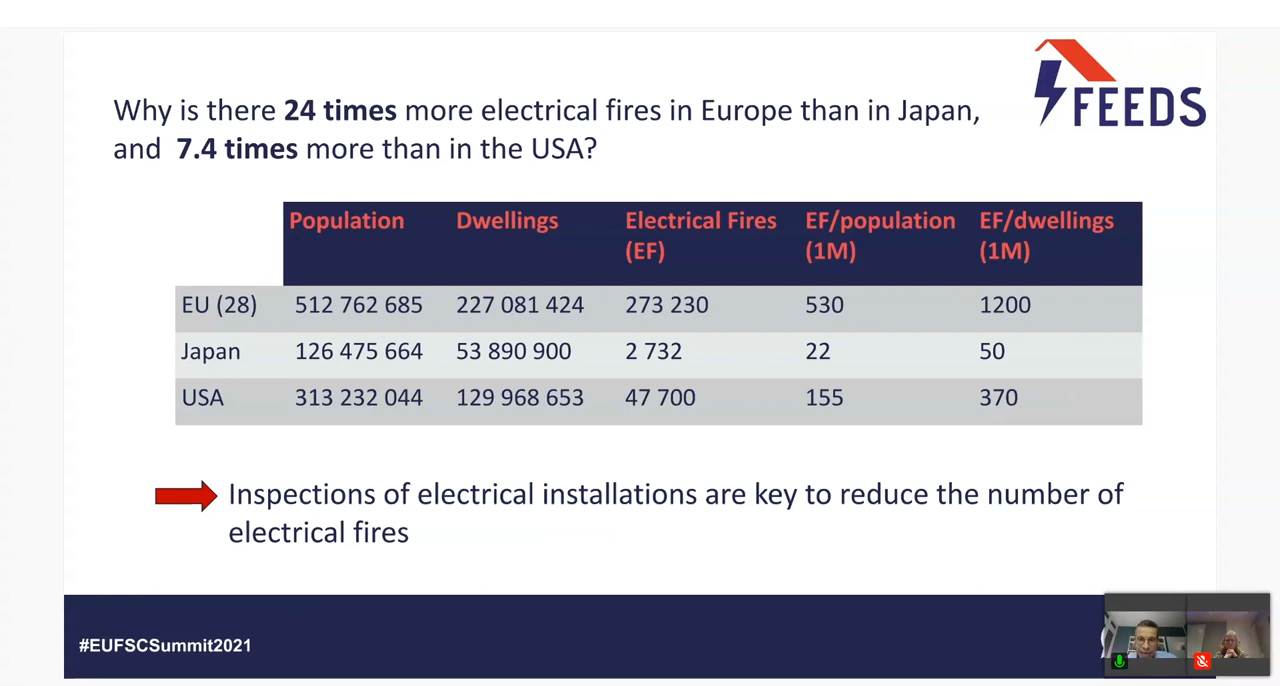 FEEDS
Why is there 24 times more electrical fires in Europe than in Japan,
and 7.4 times more than in the USA?
Population Dwellings Electrical Fires (EF) EF/population (1M) EF/dwellings (1M)
EU (28) 512 762 685 227 081 424 273 230 530 1200
Japan 126 475 664 53 890 900 2 732 22 50
USA 313 232 044 129 968 653 47 700 155 370
Inspections of electrical installations are key to reduce the number of
electrical fires
#EUFSCSummit2021